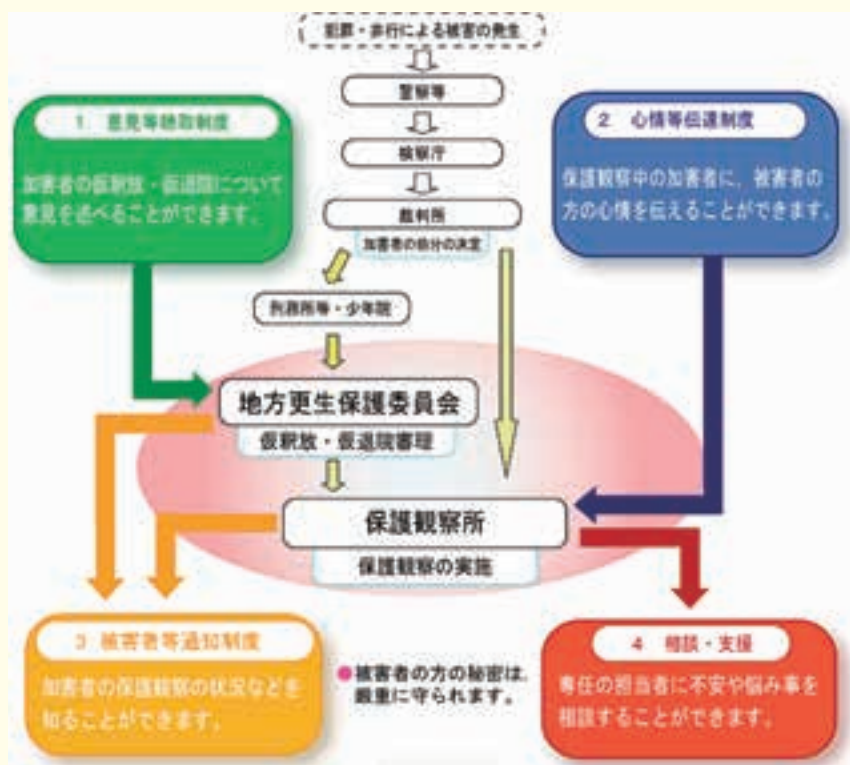 犯罪・非行による被害の発生
警察等
検察庁
裁判所
加害者の処分の決定
刑務所等・少年院
地方更生保護委員会
仮釈放・仮退院審理
保護観察所
保護観察の実施
1 意見等聴取制度
加害者の仮釈放・仮退院について
意見を述べることができます。
2 心情等伝達制度
保護観察中の加害者に、被害者の
方の心情を伝えることができます。
3 被害者等通知制度
加害者の保護観察の状況などを
知ることができます。
●被害者の方の秘密は、
厳重に守られます。
4 相談・支援
専任の担当者に不安や悩み事を
相談することができます。